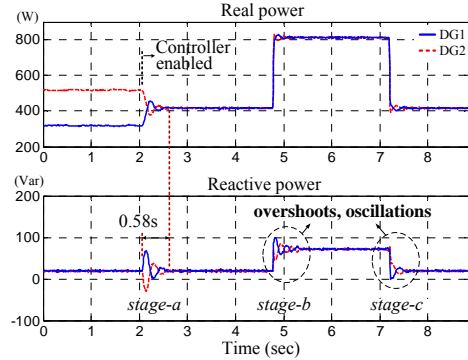 Real power
(W)
DG1
DG2
Controller
enabled
800
600
400
200
0 1 2 3 4 5 6 7 8
(Var)
Reactive power
200
100
0
-100
0.58s
overshoots, oscillations
stage-a
stage-b
stage-c
0 1 2 3 4 5 6 7 8
Time (sec)